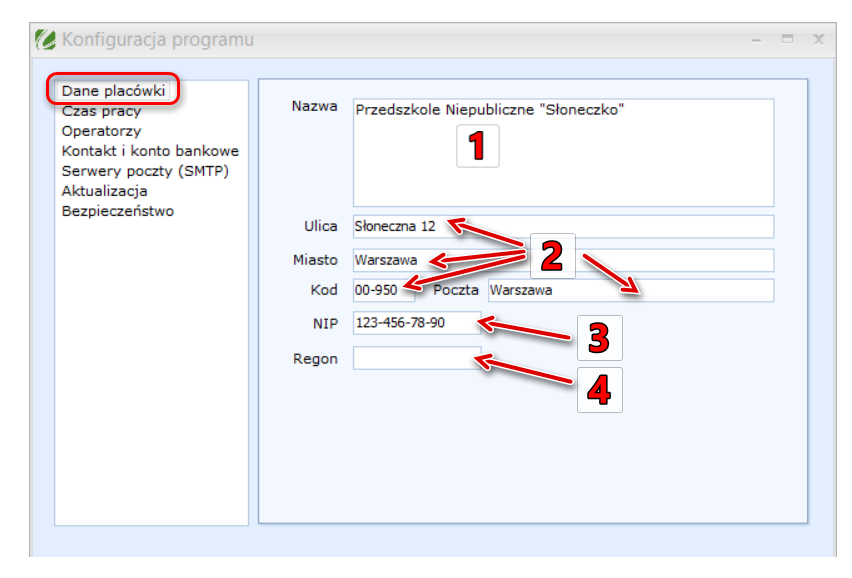 Konfiguracja programu
Dane placówki
Czas pracy
Operatorzy
Kontakt i konto bankowe
Serwery poczty (SMTP)
Aktualizacja
Bezpieczeństwo
Nazwa Przedszkole Niepubliczne "Słoneczko"
1
Ulica Słoneczna 12
2
Miasto Warszawa
Kod 00-950 Poczta Warszawa
NIP 123-456-78-90
3
Regon
4